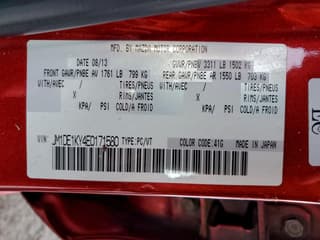 MFD. BY MAZDA MOTOR CORPORATION
DATE 08/13 GVWR/PNBV 3311 LB 1502 KG
FRONT GAWR/PNBE AV 1761 LB 799 KG REAR GAWR/PNBE AR 1550 LB 703 KG
WITH/AVEC / TIRES/PNEUS WITH/AVEC / TIRES/PNEUS
X / RIMS/JANTES X / RIMS/JANTES
KPA/ PSI COLD/A FROID KPA/ PSI COLD/A FROID
VIN: JM1DE1KY4E0171580 TYPE:PC/VT COLOR CODE:41G MADE IN JAPAN